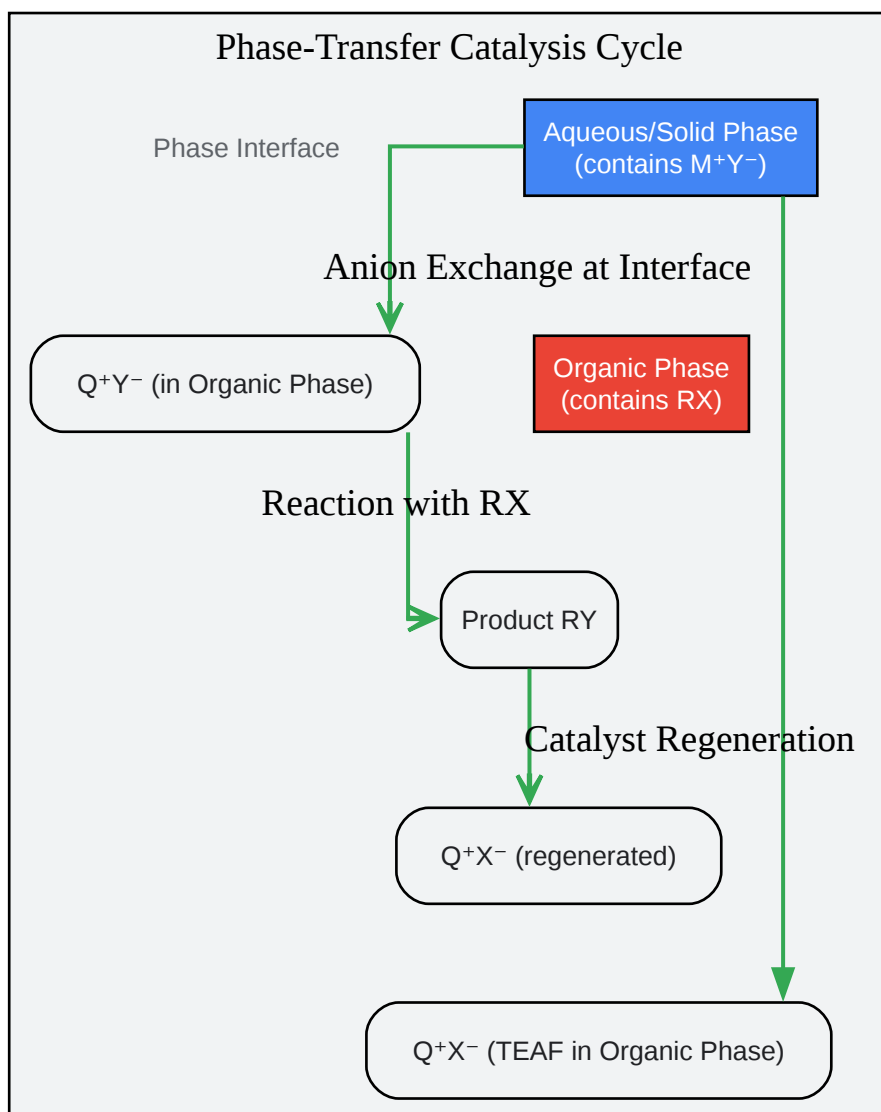 Phase-Transfer Catalysis Cycle
Aqueous/Solid Phase
(contains M⁺Y⁻)
Phase Interface
Anion Exchange at Interface
Q⁺Y⁻ (in Organic Phase)
Organic Phase
(contains RX)
Reaction with RX
Product RY
Catalyst Regeneration
Q⁺X⁻ (regenerated)
Q⁺X⁻ (TEAF in Organic Phase)